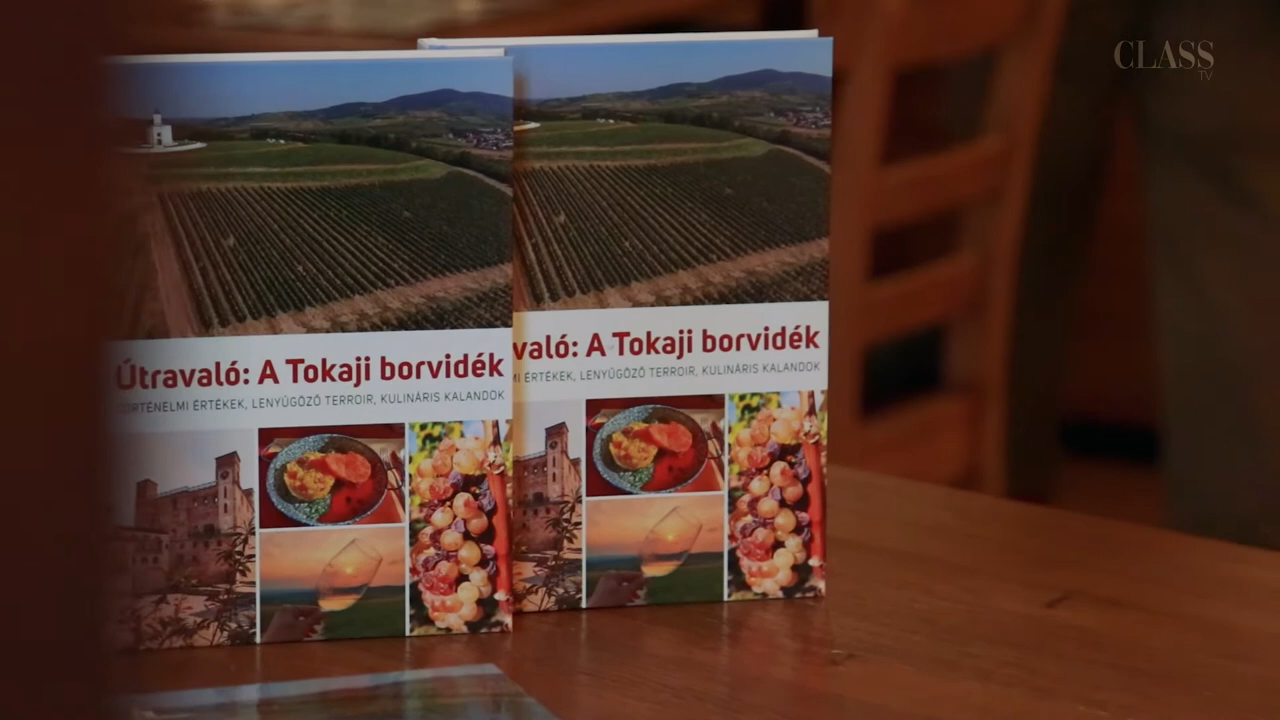 CLASS
TV
Útravaló: A Tokaji borvidék
TÖRTÉNELMI ÉRTÉKEK, LENYŰGÖZŐ TERROIR, KULINÁRIS KALANDOK
való: A Tokaji borvidék
MI ÉRTÉKEK, LENYŰGÖZŐ TERROIR, KULINÁRIS KALANDOK